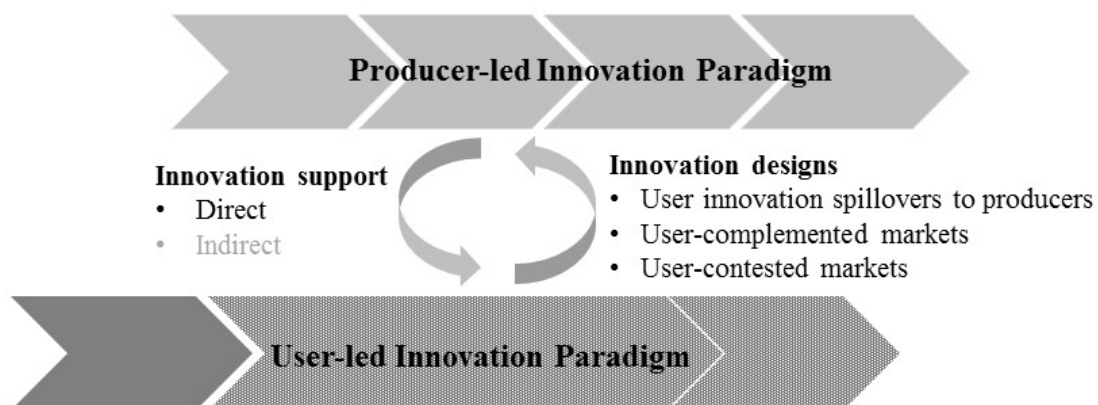 Producer-led Innovation Paradigm
Innovation support
• Direct
• Indirect
Innovation designs
• User innovation spillovers to producers
• User-complemented markets
• User-contested markets
User-led Innovation Paradigm